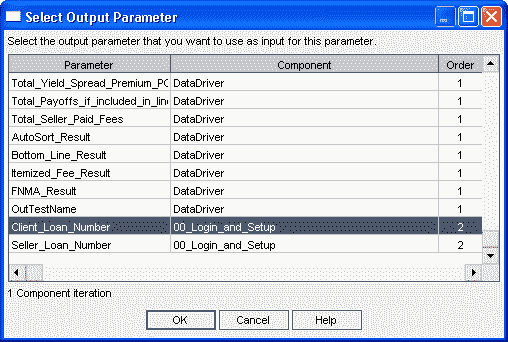 Select Output Parameter
Select the output parameter that you want to use as input for this parameter.
Parameter Component Order
Total_Yield_Spread_Premium_PO DataDriver 1
Total_Payoffs_if_included_in_line DataDriver 1
Total_Seller_Paid_Fees DataDriver 1
AutoSort_Result DataDriver 1
Bottom_Line_Result DataDriver 1
Itemized_Fee_Result DataDriver 1
FNMA_Result DataDriver 1
OutTestName DataDriver 1
Client_Loan_Number 00_Login_and_Setup 2
Seller_Loan_Number 00_Login_and_Setup 2
1 Component iteration
OK Cancel Help